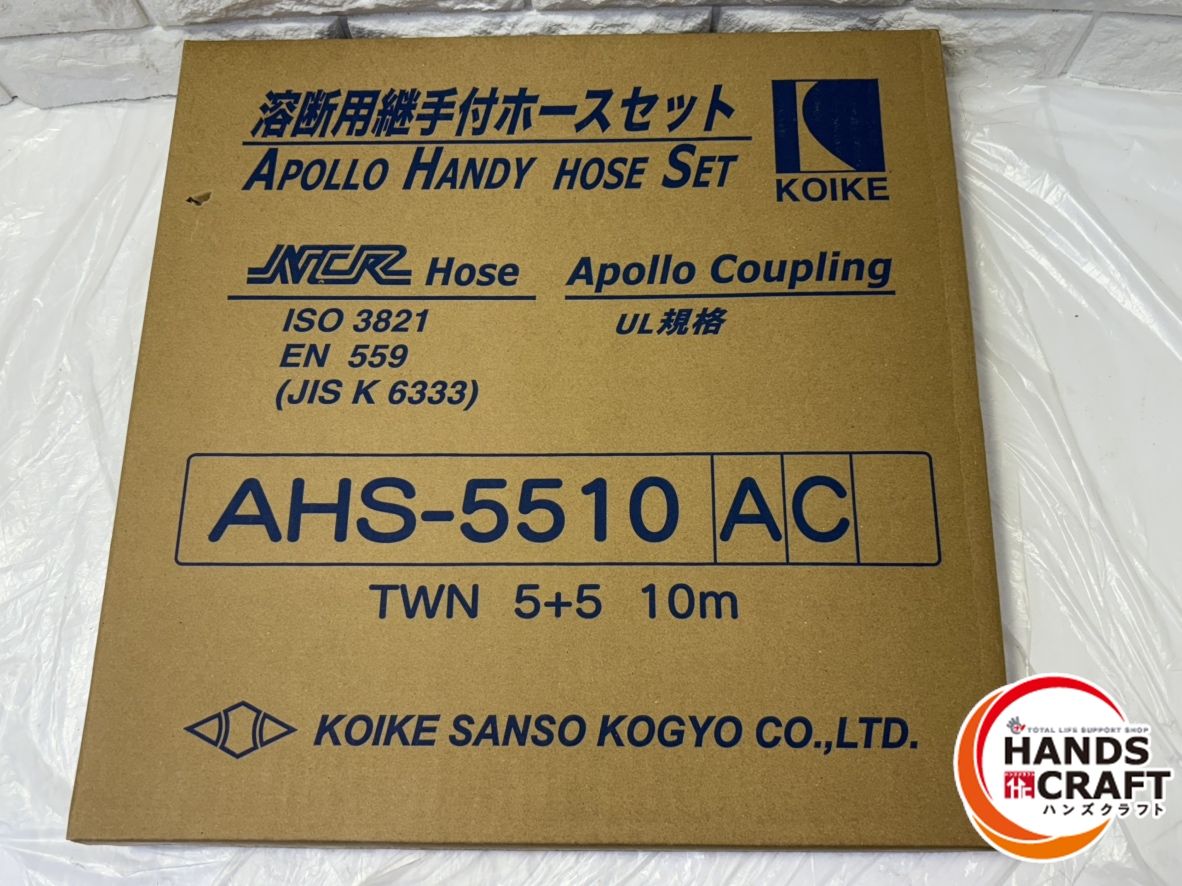 溶断用継手付ホースセット
APOLLO HANDY HOSE SET
KOIKE
NCR Hose
Apollo Coupling
ISO 3821
UL規格
EN 559
(JIS K 6333)
AHS-5510 A C
TWN 5+5 10m
KOIKE SANSO KOGYO CO.,LTD.
TOTAL LIFE SUPPORT SHOP
HANDS
CRAFT
ハンズクラフト